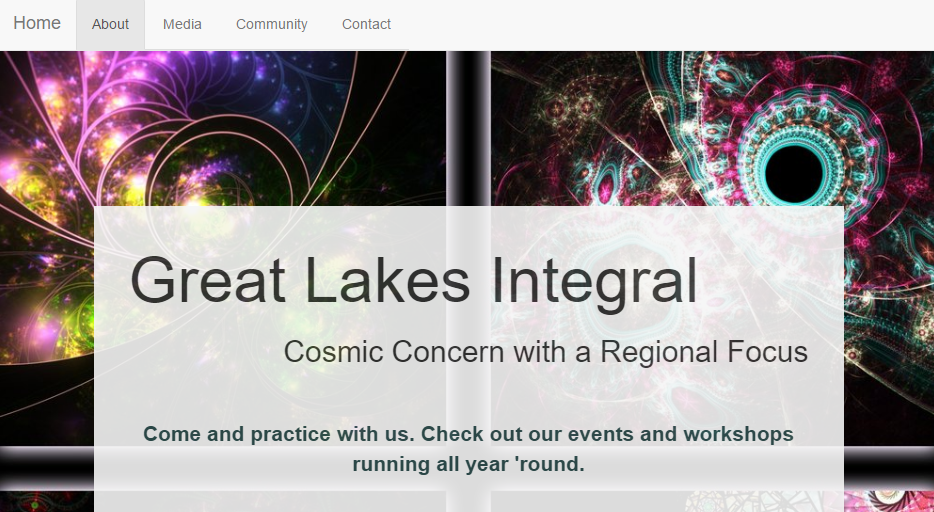 Home About Media Community Contact
Great Lakes Integral
Cosmic Concern with a Regional Focus
Come and practice with us. Check out our events and workshops
running all year 'round.